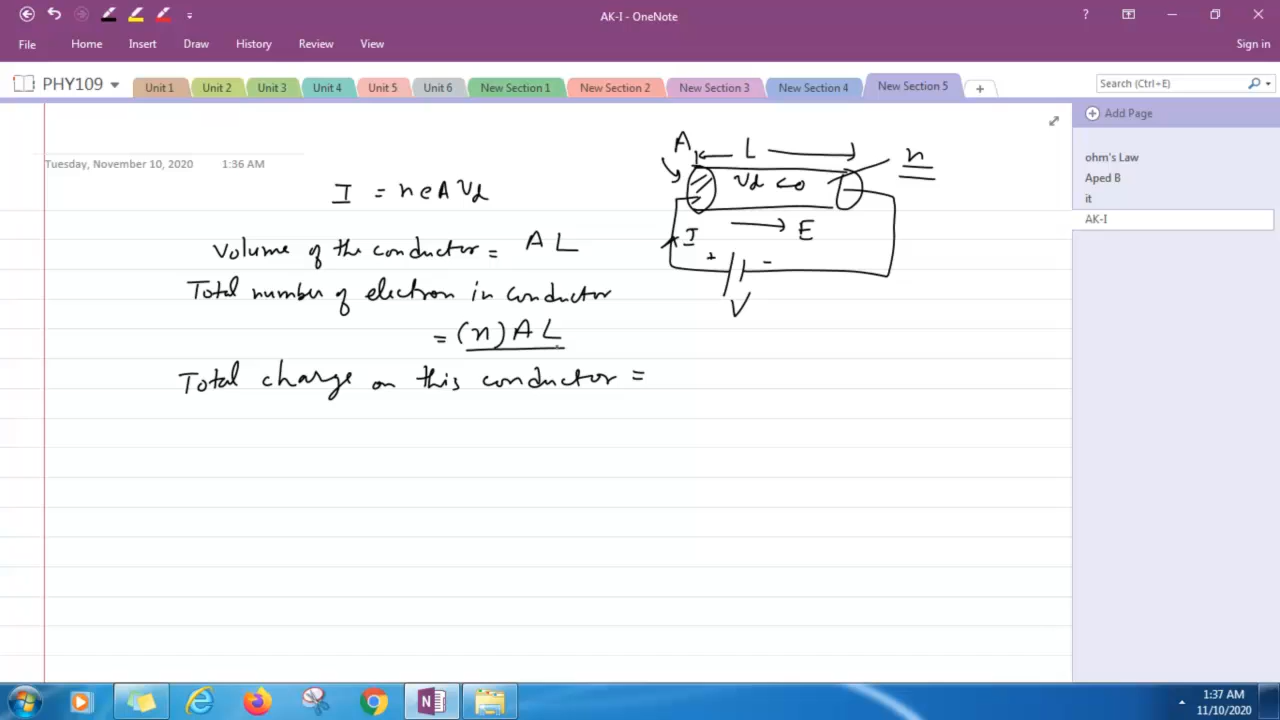 AK-I - OneNote
?
File Home Insert Draw History Review View
Sign in
PHY109
Unit 1 Unit 2 Unit 3 Unit 4 Unit 5 Unit 6 New Section 1 New Section 2 New Section 3 New Section 4 New Section 5 +
Search (Ctrl+E)
Add Page
ohm's Law
Aped B
it
AK-I
Tuesday, November 10, 2020 1:36 AM
I = n e A Vd
Volume of the conductor = A L
Total number of electron in conductor
= (n) A L
Total charge on this conductor =
A
L
n
Vd
E
I
+ -
V
1:37 AM
11/10/2020